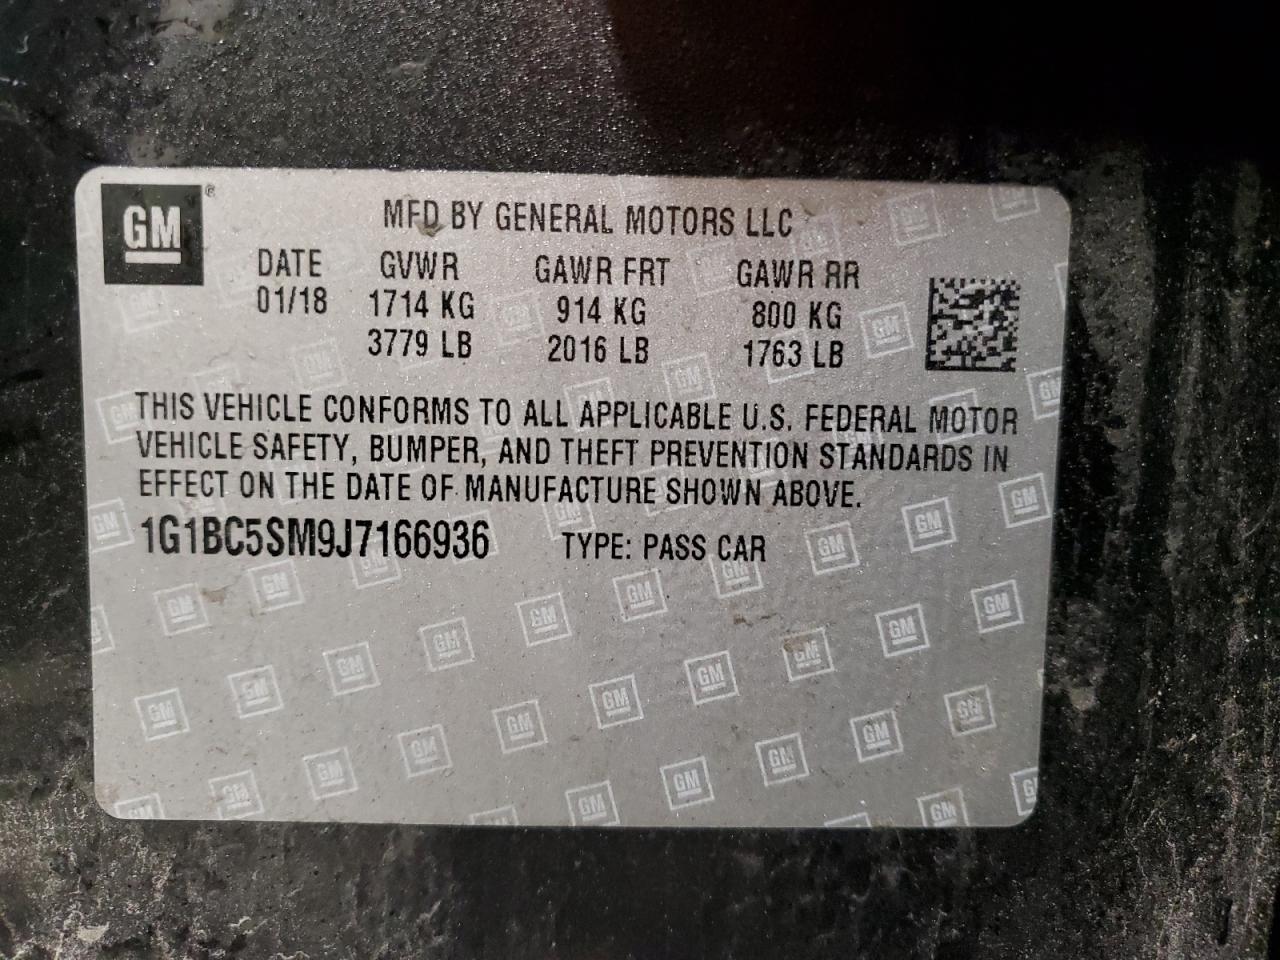 GM ®
MFD BY GENERAL MOTORS LLC
DATE GVWR GAWR FRT GAWR RR
01/18 1714 KG 914 KG 800 KG
3779 LB 2016 LB 1763 LB
THIS VEHICLE CONFORMS TO ALL APPLICABLE U.S. FEDERAL MOTOR
VEHICLE SAFETY, BUMPER, AND THEFT PREVENTION STANDARDS IN
EFFECT ON THE DATE OF MANUFACTURE SHOWN ABOVE.
1G1BC5SM9J7166936 TYPE: PASS CAR